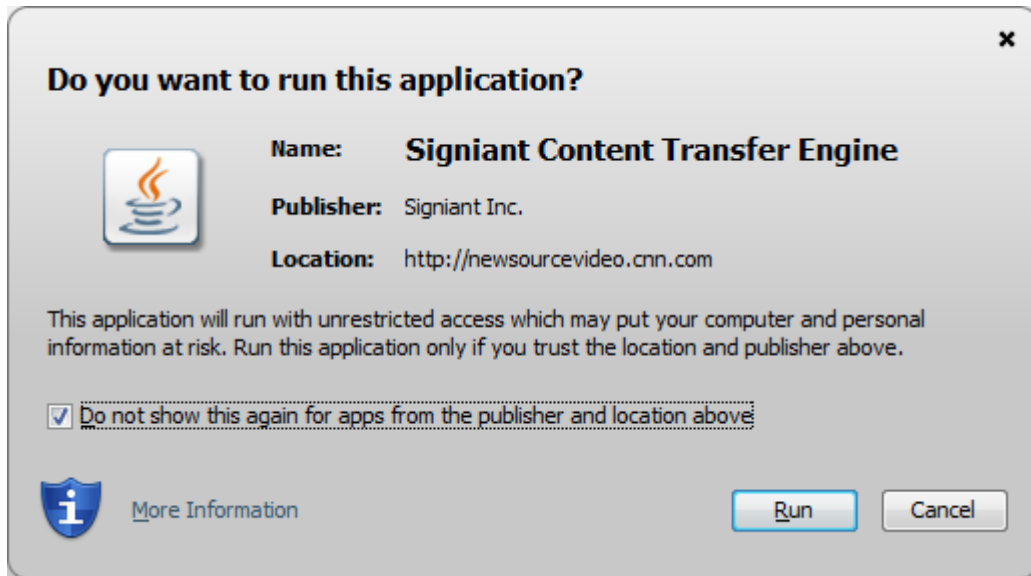 Do you want to run this application?
Name: Signiant Content Transfer Engine
Publisher: Signiant Inc.
Location: http://newsourcevideo.cnn.com
This application will run with unrestricted access which may put your computer and personal
information at risk. Run this application only if you trust the location and publisher above.
Do not show this again for apps from the publisher and location above
More Information
Run
Cancel